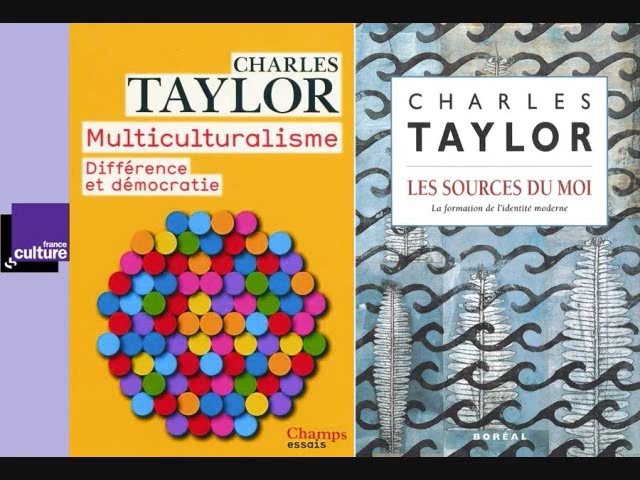 france
culture
CHARLES
TAYLOR
Multiculturalisme
Différence
et démocratie
Champs
essais
CHARLES
TAYLOR
LES SOURCES DU MOI
La formation de l'identité moderne
BORÉAL